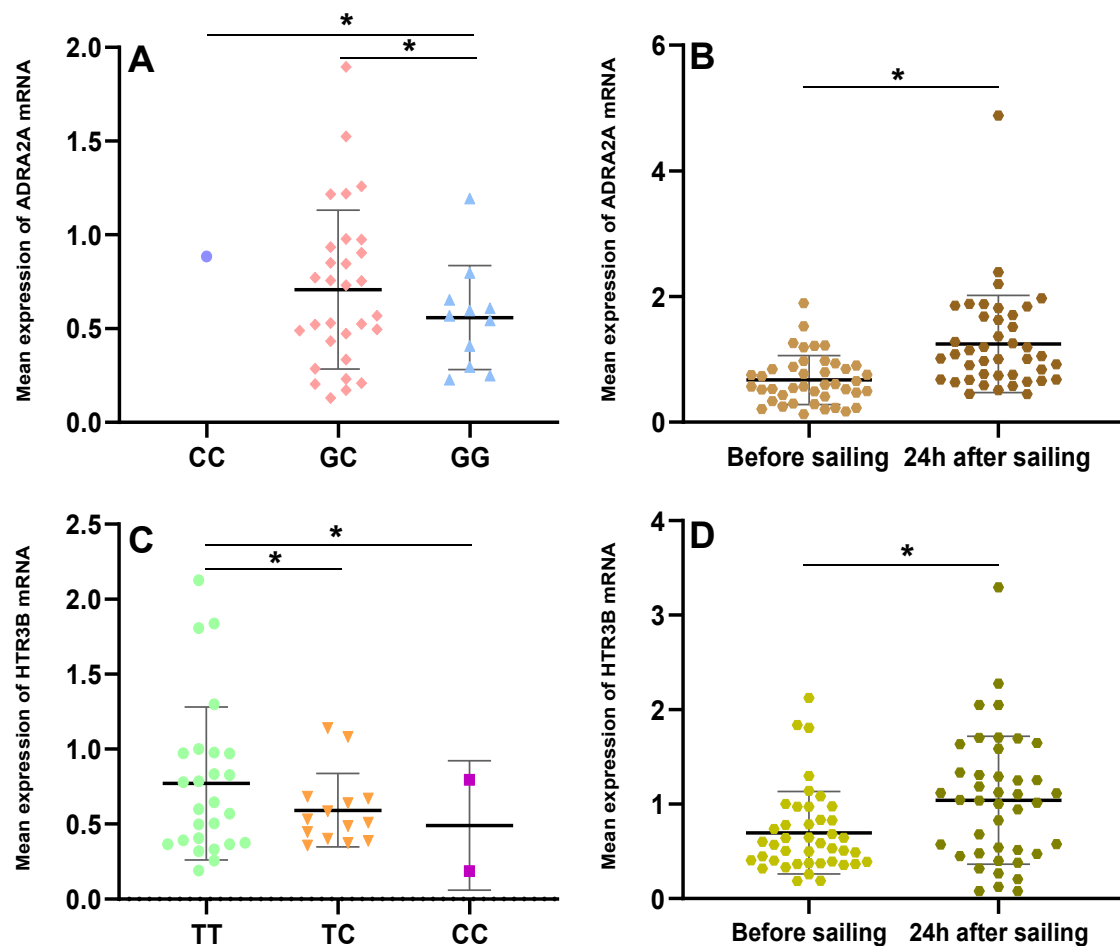 A
Mean expression of ADRA2A mRNA
2.0
1.5
1.0
0.5
0.0
*
*
CC
GC
GG
B
Mean expression of ADRA2A mRNA
6
4
2
0
*
Before sailing
24h after sailing
C
Mean expression of HTR3B mRNA
2.5
2.0
1.5
1.0
0.5
0.0
*
*
TT
TC
CC
D
Mean expression of HTR3B mRNA
4
3
2
1
0
*
Before sailing
24h after sailing